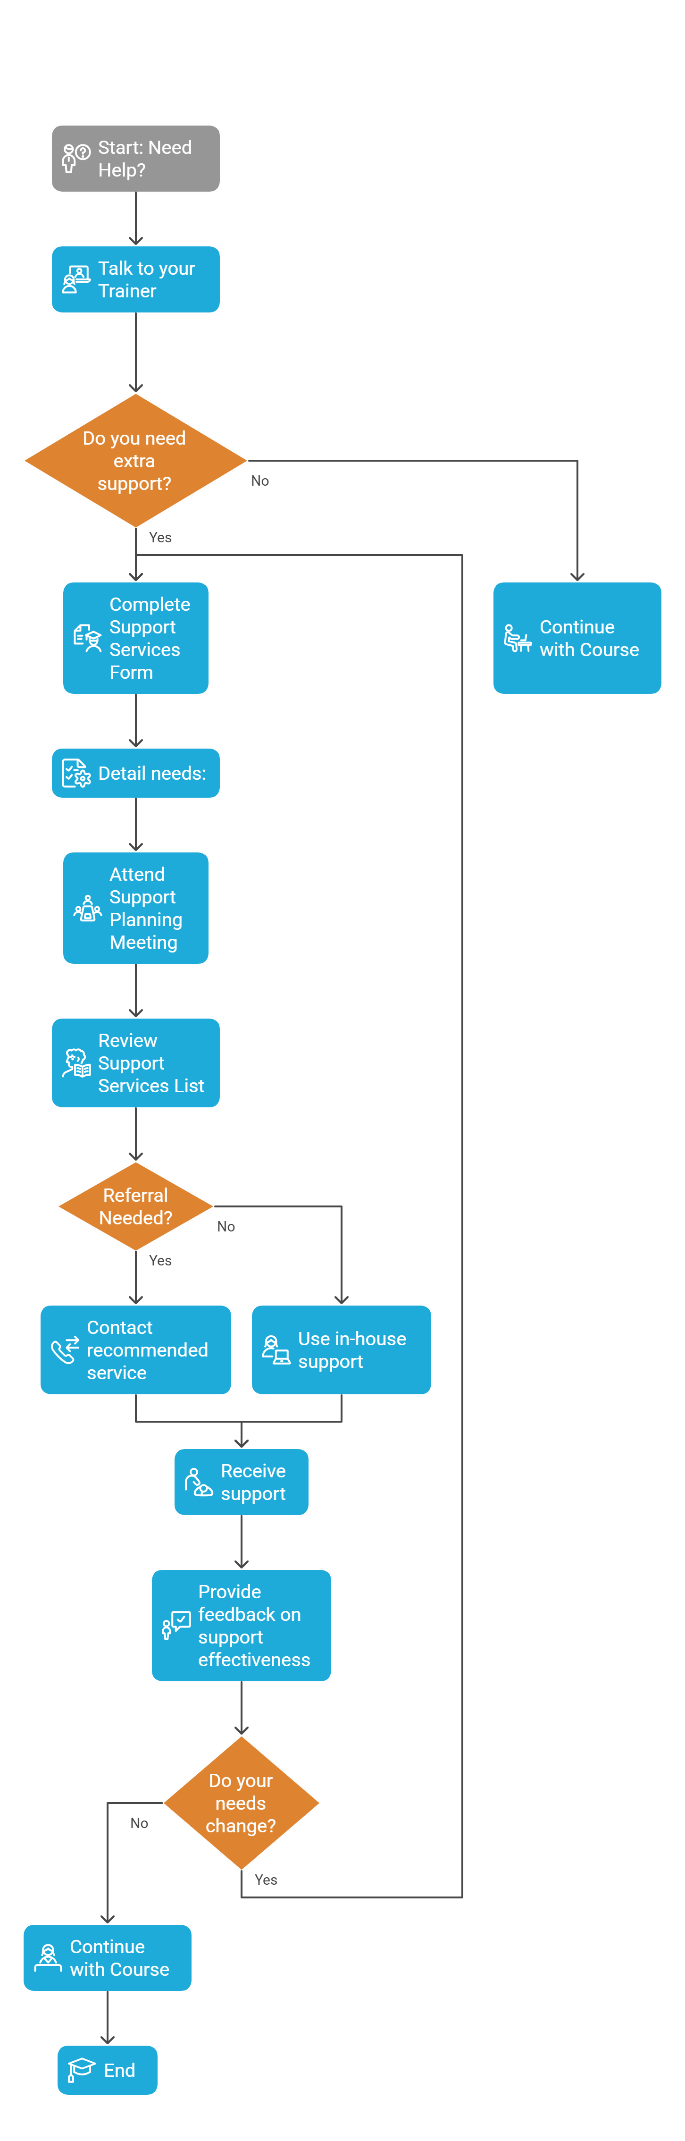 Start: Need
Help?
Talk to your
Trainer
Do you need
extra
support?
No
Yes
Complete
Support
Services
Form
Continue
with Course
Detail needs:
Attend
Support
Planning
Meeting
Review
Support
Services List
Referral
Needed?
No
Yes
Contact
recommended
service
Use in-house
support
Receive
support
Provide
feedback on
support
effectiveness
Do your
needs
change?
No
Yes
Continue
with Course
End